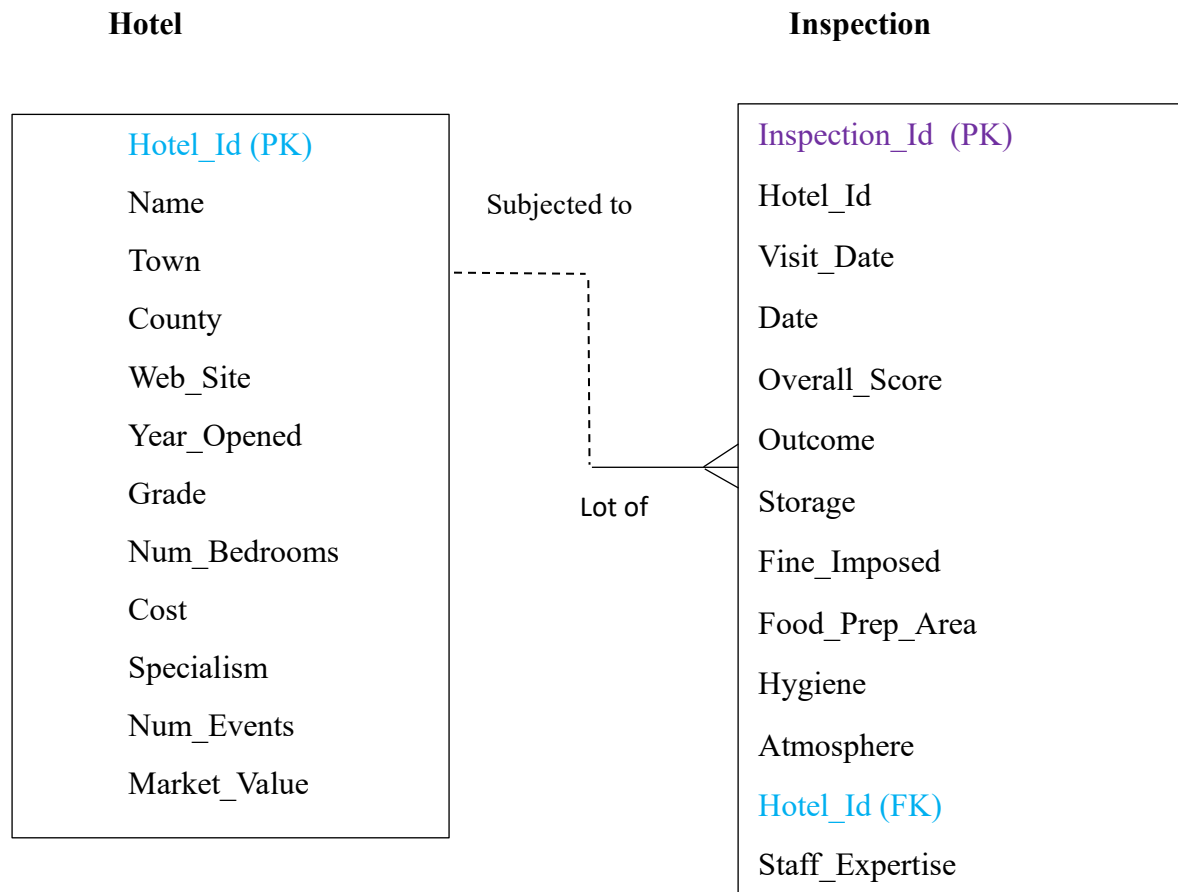 Hotel
Inspection
Hotel_Id (PK)
Name
Town
County
Web_Site
Year_Opened
Grade
Num_Bedrooms
Cost
Specialism
Num_Events
Market_Value
Subjected to
Lot of
Inspection_Id (PK)
Hotel_Id
Visit_Date
Date
Overall_Score
Outcome
Storage
Fine_Imposed
Food_Prep_Area
Hygiene
Atmosphere
Hotel_Id (FK)
Staff_Expertise